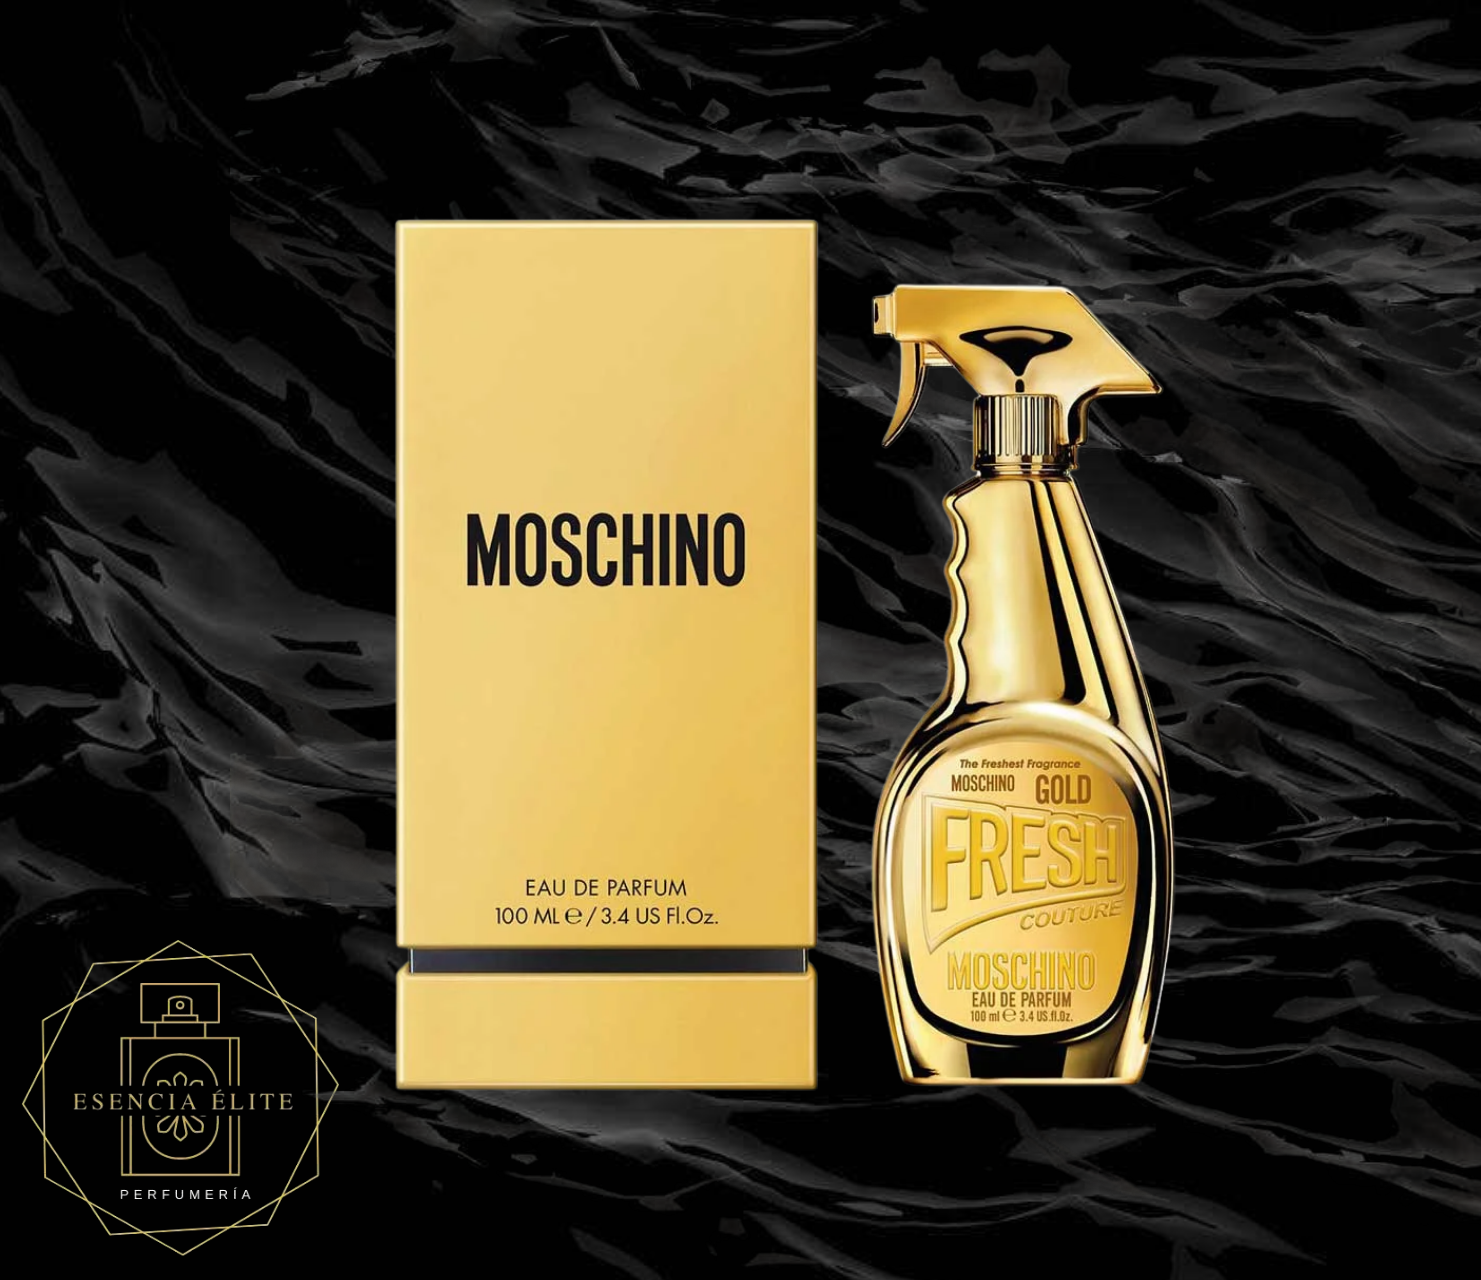 MOSCHINO
EAU DE PARFUM
100 ML ℮ / 3.4 US Fl.Oz.
The Freshest Fragrance
MOSCHINO GOLD
FRESH
COUTURE
MOSCHINO
EAU DE PARFUM
100 ml ℮ 3.4 US.fl.Oz.
ESENCIA ÉLITE
PERFUMERÍA